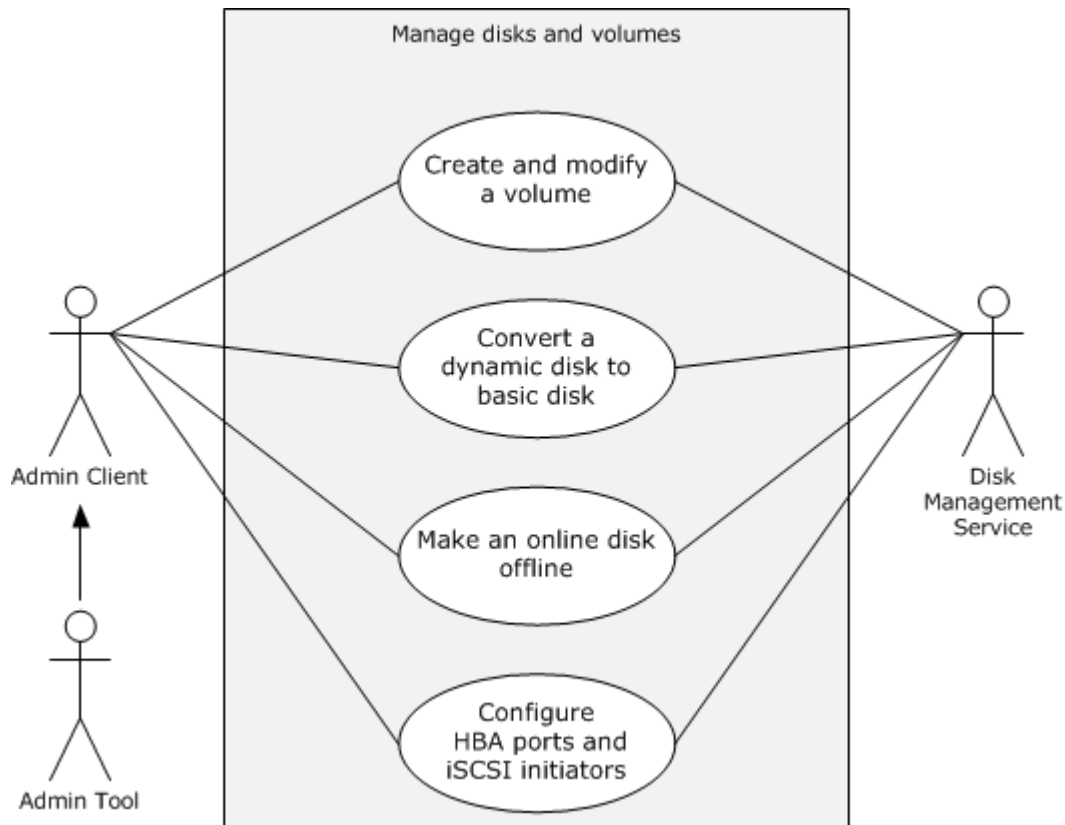 Manage disks and volumes
Create and modify
a volume
Convert a
dynamic disk to
basic disk
Admin Client
Disk
Management
Service
Make an online disk
offline
Configure
HBA ports and
iSCSI initiators
Admin Tool